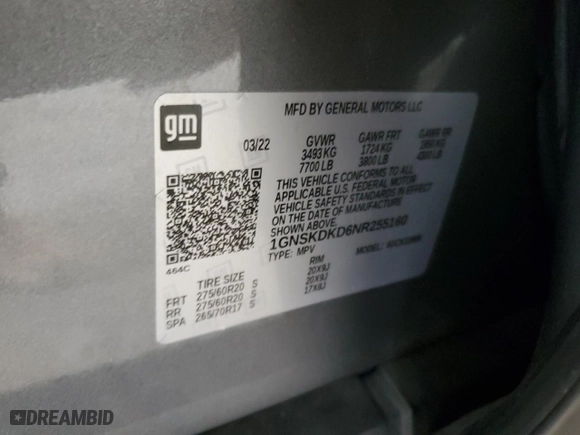 gm
MFD BY GENERAL MOTORS LLC
03/22 GVWR GAWR FRT GAWR RR
3493 KG 1724 KG
7700 LB 3800 LB
THIS VEHICLE CONFORMS TO ALL
APPLICABLE U.S. FEDERAL MOTOR
VEHICLE SAFETY STANDARDS IN EFFECT
ON THE DATE OF MANUFACTURE
SHOWN ABOVE.
1GNSKDKD6NR255160
TYPE: MPV MODEL:
464C
TIRE SIZE RIM
FRT 275/60R20 S 20X9J
RR 275/60R20 S 20X9J
SPA 265/70R17 S 17X8J
DREAMBID